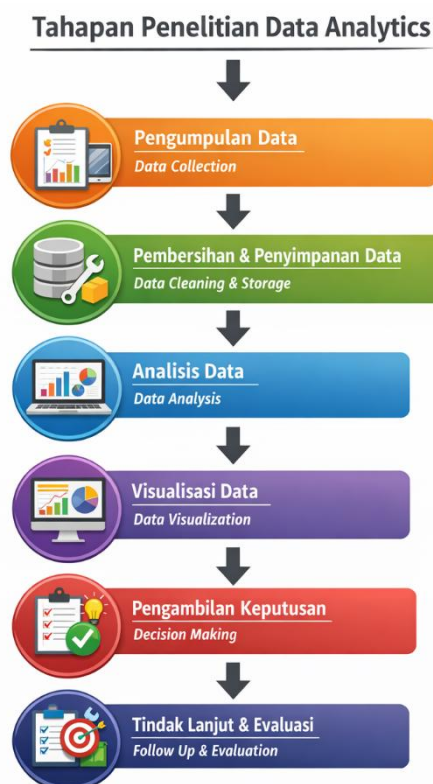 Tahapan Penelitian Data Analytics
Pengumpulan Data
Data Collection
Pembersihan & Penyimpanan Data
Data Cleaning & Storage
Analisis Data
Data Analysis
Visualisasi Data
Data Visualization
Pengambilan Keputusan
Decision Making
Tindak Lanjut & Evaluasi
Follow Up & Evaluation